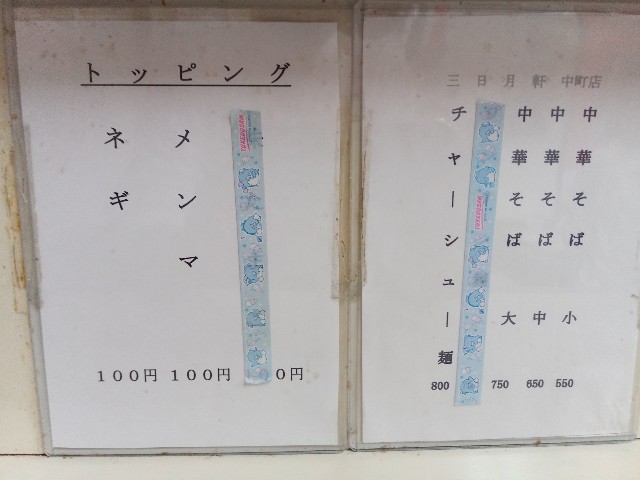 トッピング
メンマ 100円
ネギ 100円
三日月軒 中町店
中華そば 小 550
中華そば 中 650
中華そば 大 750
チャーシュー麺 800